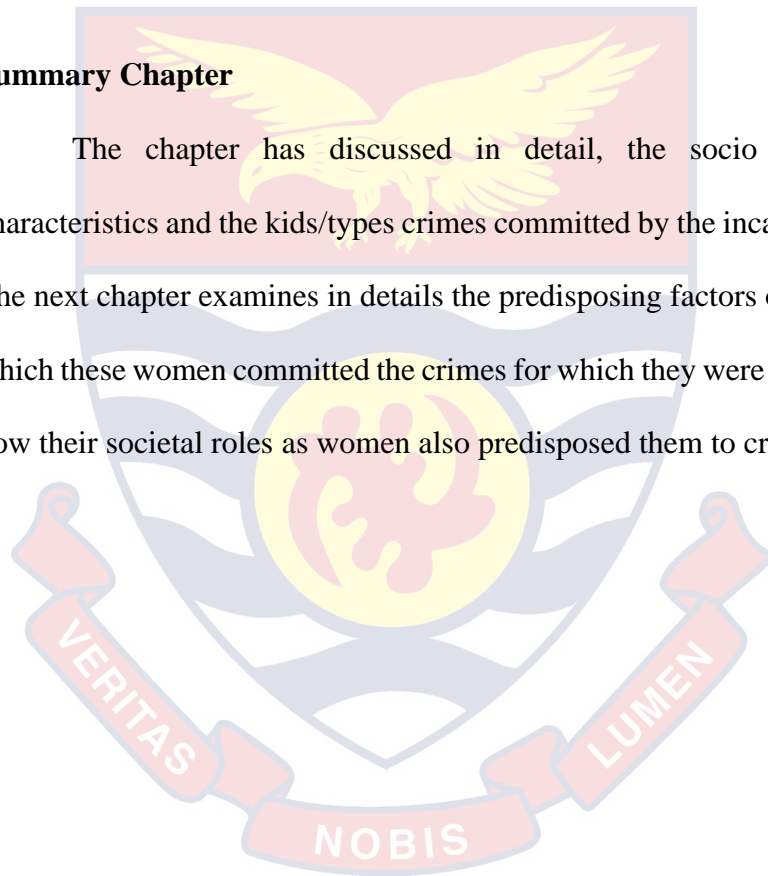 ummary Chapter
The chapter has discussed in detail, the socio
haracteristics and the kids/types crimes committed by the inca
he next chapter examines in details the predisposing factors
hich these women committed the crimes for which they were
ow their societal roles as women also predisposed them to cr
VERITAS
NOBIS
LUMEN